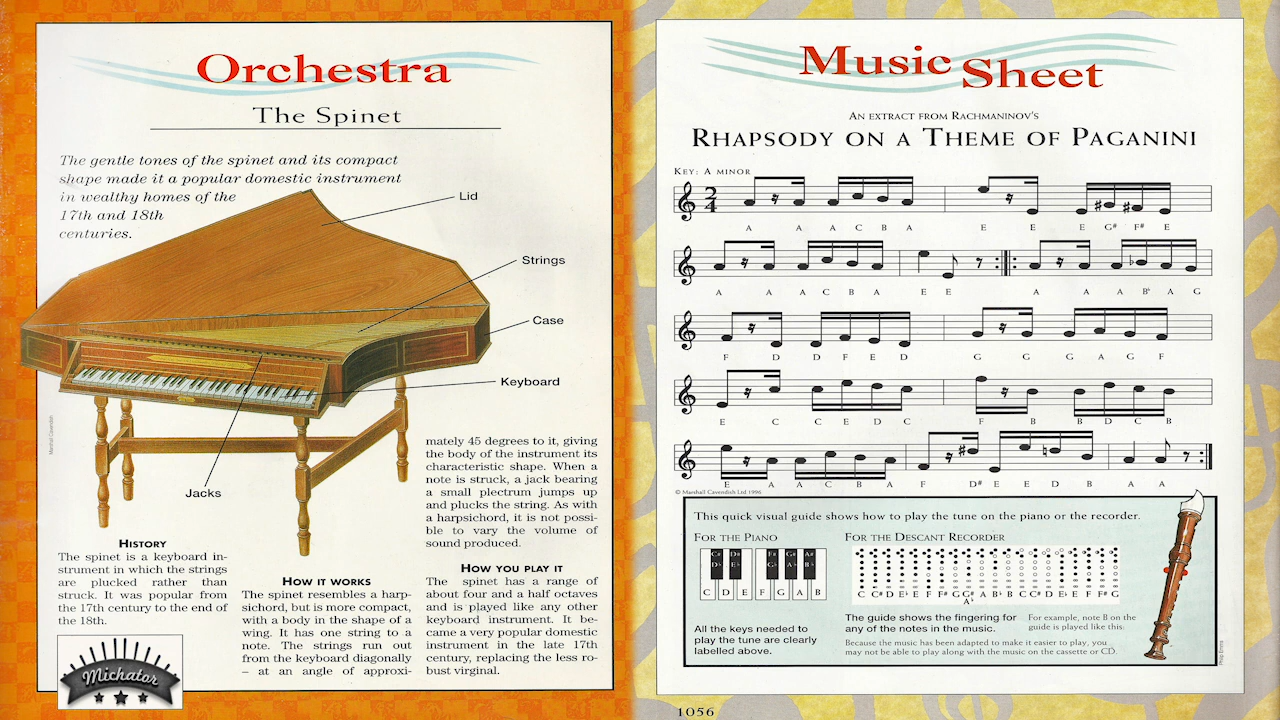 Orchestra
The Spinet
The gentle tones of the spinet and its compact
shape made it a popular domestic instrument
in wealthy homes of the
17th and 18th
centuries.
Lid
Strings
Case
Keyboard
Jacks
Marshall Cavendish
HISTORY
The spinet is a keyboard in-
strument in which the strings
are plucked rather than
struck. It was popular from
the 17th century to the end of
the 18th.
HOW IT WORKS
The spinet resembles a harp-
sichord, but is more compact,
with a body in the shape of a
wing. It has one string to a
note. The strings run out
from the keyboard diagonally
– at an angle of approxi-
mately 45 degrees to it, giving
the body of the instrument its
characteristic shape. When a
note is struck, a jack bearing
a small plectrum jumps up
and plucks the string. As with
a harpsichord, it is not possi-
ble to vary the volume of
sound produced.
HOW YOU PLAY IT
The spinet has a range of
about four and a half octaves
and is played like any other
keyboard instrument. It be-
came a very popular domestic
instrument in the late 17th
century, replacing the less ro-
bust virginal.
Michator
Music Sheet
AN EXTRACT FROM RACHMANINOV'S
RHAPSODY ON A THEME OF PAGANINI
KEY: A MINOR
2
4
A A A C B A E E E G# F# E
A A A C B A E E A A A B♭ A G
F D D F E D G G G A G F
E C C E D C F B B D C B
E A A C B A F D# E E D B A A
© Marshall Cavendish Ltd 1996
This quick visual guide shows how to play the tune on the piano or the recorder.
FOR THE PIANO
C# D# F# G# A#
D♭ E♭ G♭ A♭ B♭
C D E F G A B
All the keys needed to
play the tune are clearly
labelled above.
FOR THE DESCANT RECORDER
C C# D E♭ E F F# G G# A B♭ B C C# D E♭ E F F# G
A♭
The guide shows the fingering for
any of the notes in the music.
For example, note B on the
guide is played like this:
Because the music has been adapted to make it easier to play, you
may not be able to play along with the music on the cassette or CD.
1056